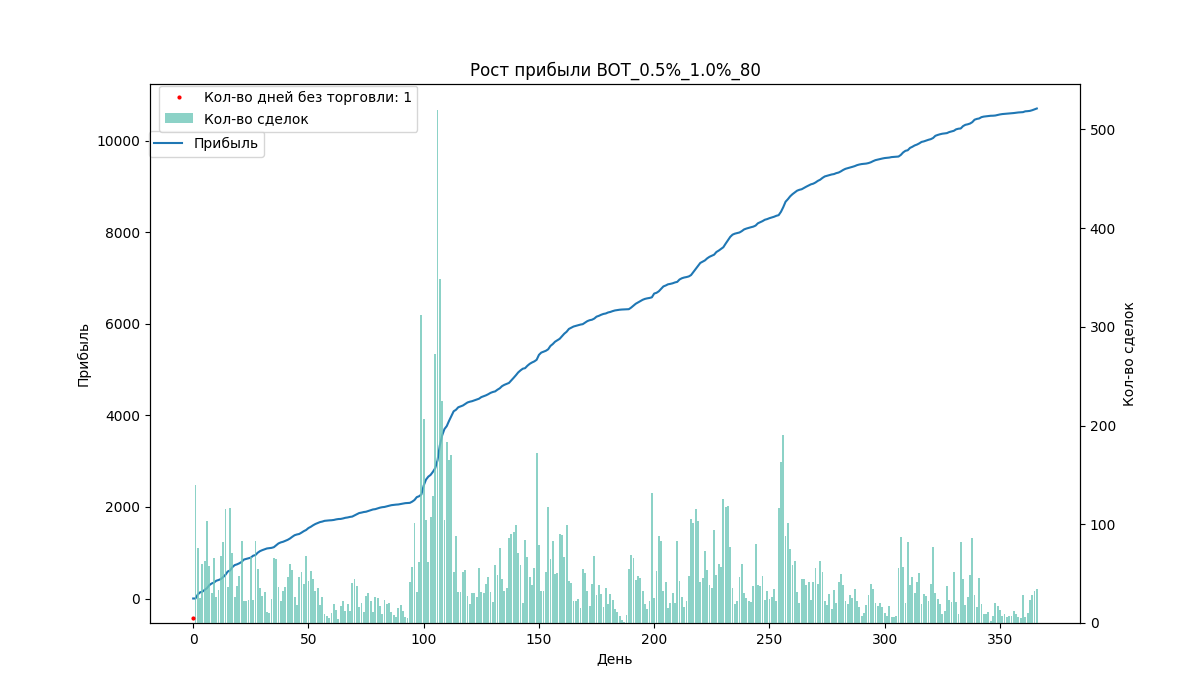 Рост прибыли BOT_0.5%_1.0%_80
Кол-во дней без торговли: 1
Кол-во сделок
Прибыль
10000
8000
6000
4000
2000
0
Прибыль
500
400
300
200
100
0
Кол-во сделок
0 50 100 150 200 250 300 350
День